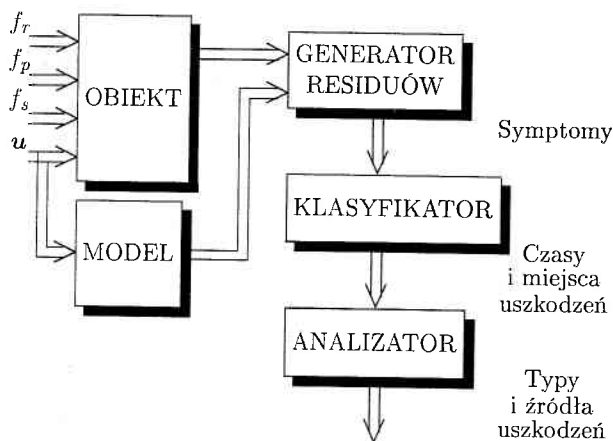 f_r
f_p
f_s
u
OBIEKT
MODEL
GENERATOR
RESIDUÓW
Symptomy
KLASYFIKATOR
Czasy
i miejsca
uszkodzeń
ANALIZATOR
Typy
i źródła
uszkodzeń